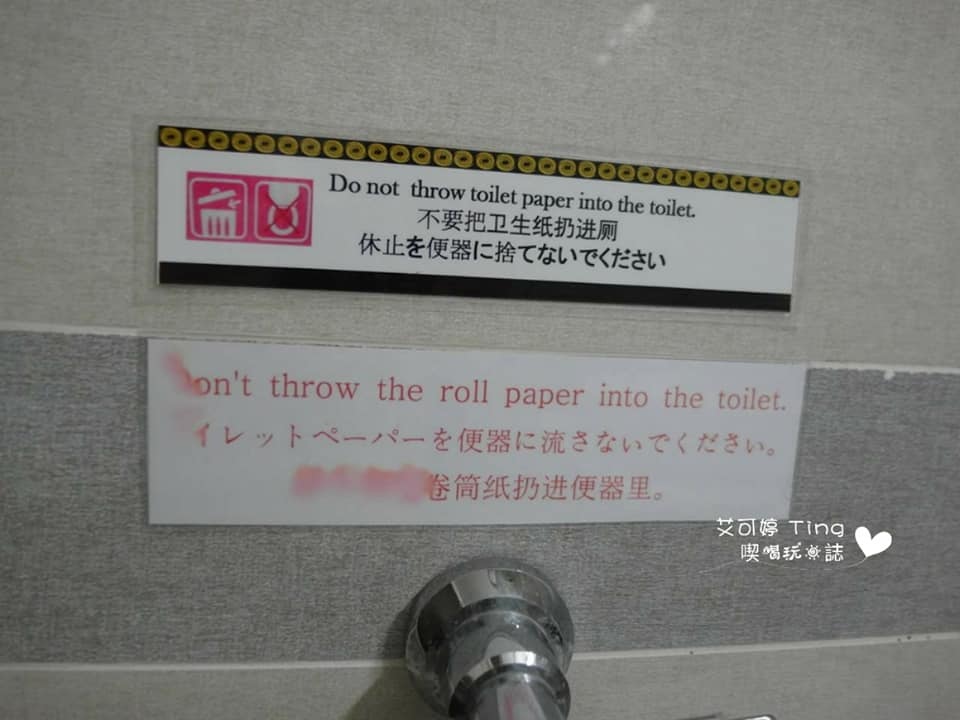 Do not throw toilet paper into the toilet.
不要把卫生纸扔进厕
休止を便器に捨てないでください
throw the roll paper into the toilet.
イレットペーパーを便器に流さないでください。
卷筒纸扔进便器里。
艾可婷 Ting
喫喝玩樂誌